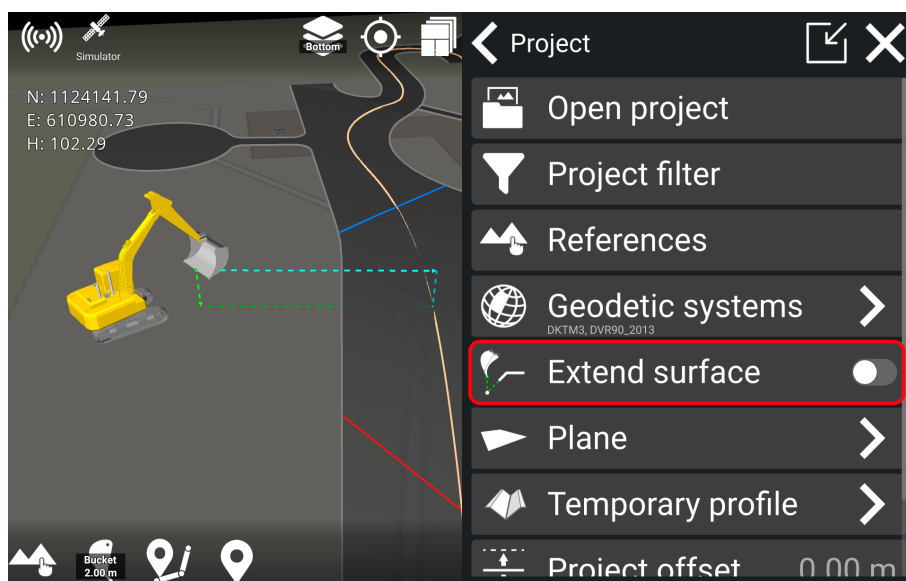 Simulator
Bottom
N: 1124141.79
E: 610980.73
H: 102.29
Bucket
2.00 m
Project
Open project
Project filter
References
Geodetic systems
DKTM3, DVR90_2013
Extend surface
Plane
Temporary profile
Project offset 0.00 m